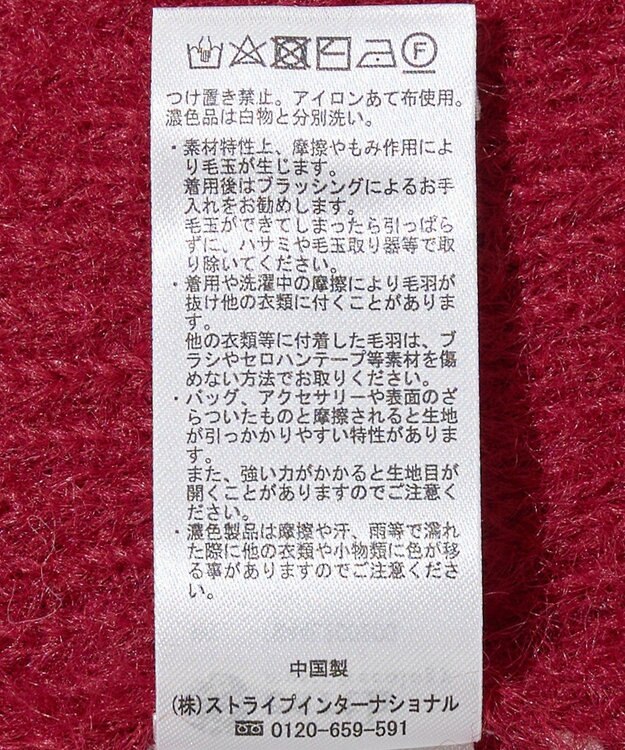 F
つけ置き禁止。アイロンあて布使用。
濃色品は白物と分別洗い。
・素材特性上、摩擦やもみ作用によ
り毛玉が生じます。
着用後はブラッシングによるお手
入れをお勧めします。
毛玉ができてしまったら引っぱら
ずに、ハサミや毛玉取り器等で取
り除いてください。
・着用や洗濯中の摩擦により毛羽が
抜け他の衣類に付くことがありま
す。
他の衣類等に付着した毛羽は、ブ
ラシやセロハンテープ等素材を傷
めない方法でお取りください。
・バッグ、アクセサリーや表面のざ
らついたものと摩擦されると生地
が引っかかりやすい特性がありま
す。
また、強い力がかかると生地目が
開くことがありますのでご注意く
ださい。
・濃色製品は摩擦や汗、雨等で濡れ
た際に他の衣類や小物類に色が移
る事がありますのでご注意くださ
い。
中国製
(株)ストライプインターナショナル
0120-659-591